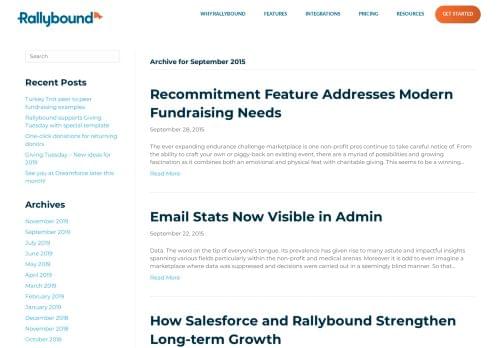 Rallybound
WHY RALLYBOUND
FEATURES
INTEGRATIONS
PRICING
RESOURCES
GET STARTED
Search
Recent Posts
Turkey Trot peer to peer
fundraising examples
Rallybound supports Giving
Tuesday with special template
One-click donations for returning
donors
Giving Tuesday – New ideas for
2019
See you at Dreamforce later this
month!
Archives
November 2019
September 2019
July 2019
June 2019
May 2019
April 2019
March 2019
February 2019
January 2019
December 2018
November 2018
October 2018
Archive for September 2015
Recommitment Feature Addresses Modern
Fundraising Needs
September 28, 2015
The ever expanding endurance challenge marketplace is one non-profit pros continue to take careful notice of. From
the ability to craft your own or piggy-back on existing event, there are a myriad of possibilities and growing
fascination as it combines both an emotional and physical feat with charitable giving. This seems to be a winning...
Read More
Email Stats Now Visible in Admin
September 22, 2015
Data. The word on the tip of everyone's tongue. Its prevalence has given rise to many astute and impactful insights
spanning various fields particularly within the non-profit and medical arenas. Moreover it is odd to even imagine a
marketplace where data was suppressed and decisions were carried out in a seemingly blind manner. So that...
Read More
How Salesforce and Rallybound Strengthen
Long-term Growth